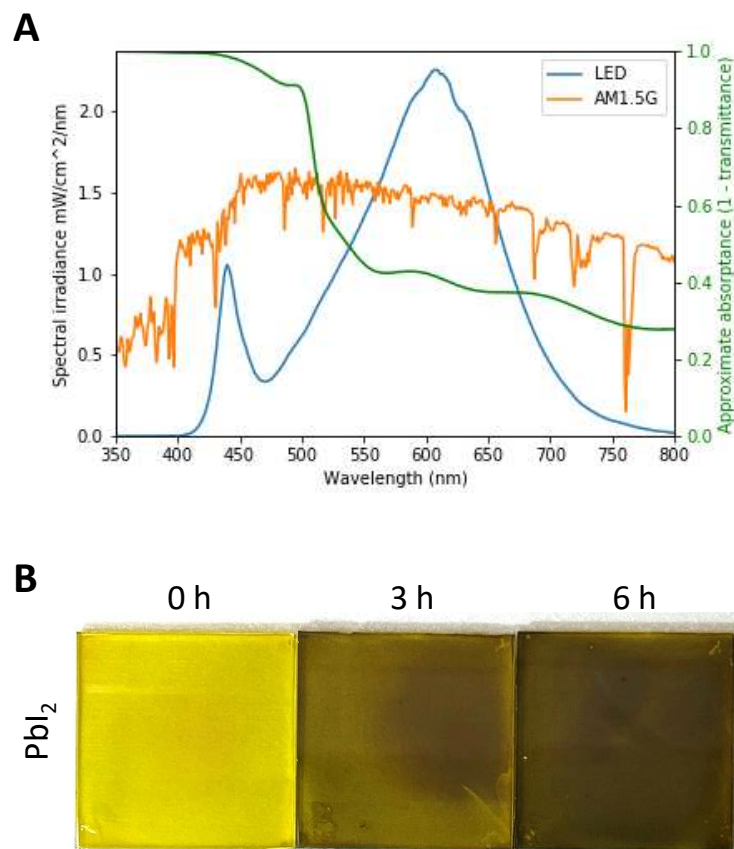 A
LED
AM1.5G
Spectral irradiance mW/cm^2/nm
0.0
0.5
1.0
1.5
2.0
350 400 450 500 550 600 650 700 750 800
Wavelength (nm)
0.0
0.2
0.4
0.6
0.8
1.0
Approximate absorptance (1 - transmittance)
B
0 h 3 h 6 h
PbI₂